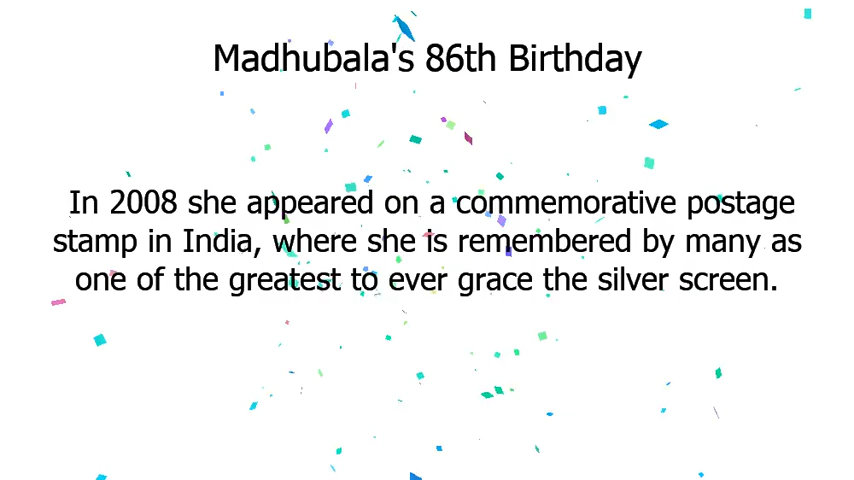 Madhubala's 86th Birthday
In 2008 she appeared on a commemorative postage
stamp in India, where she is remembered by many as
one of the greatest to ever grace the silver screen.